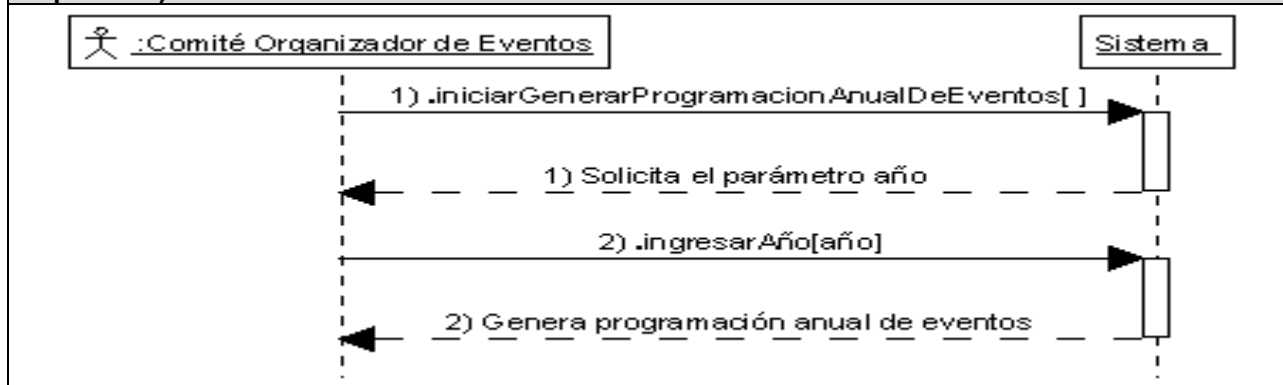 :Comité Organizador de Eventos
Sistema
1) .iniciarGenerarProgramacionAnualDeEventos[ ]
1) Solicita el parámetro año
2) .ingresarAño[año]
2) Genera programación anual de eventos